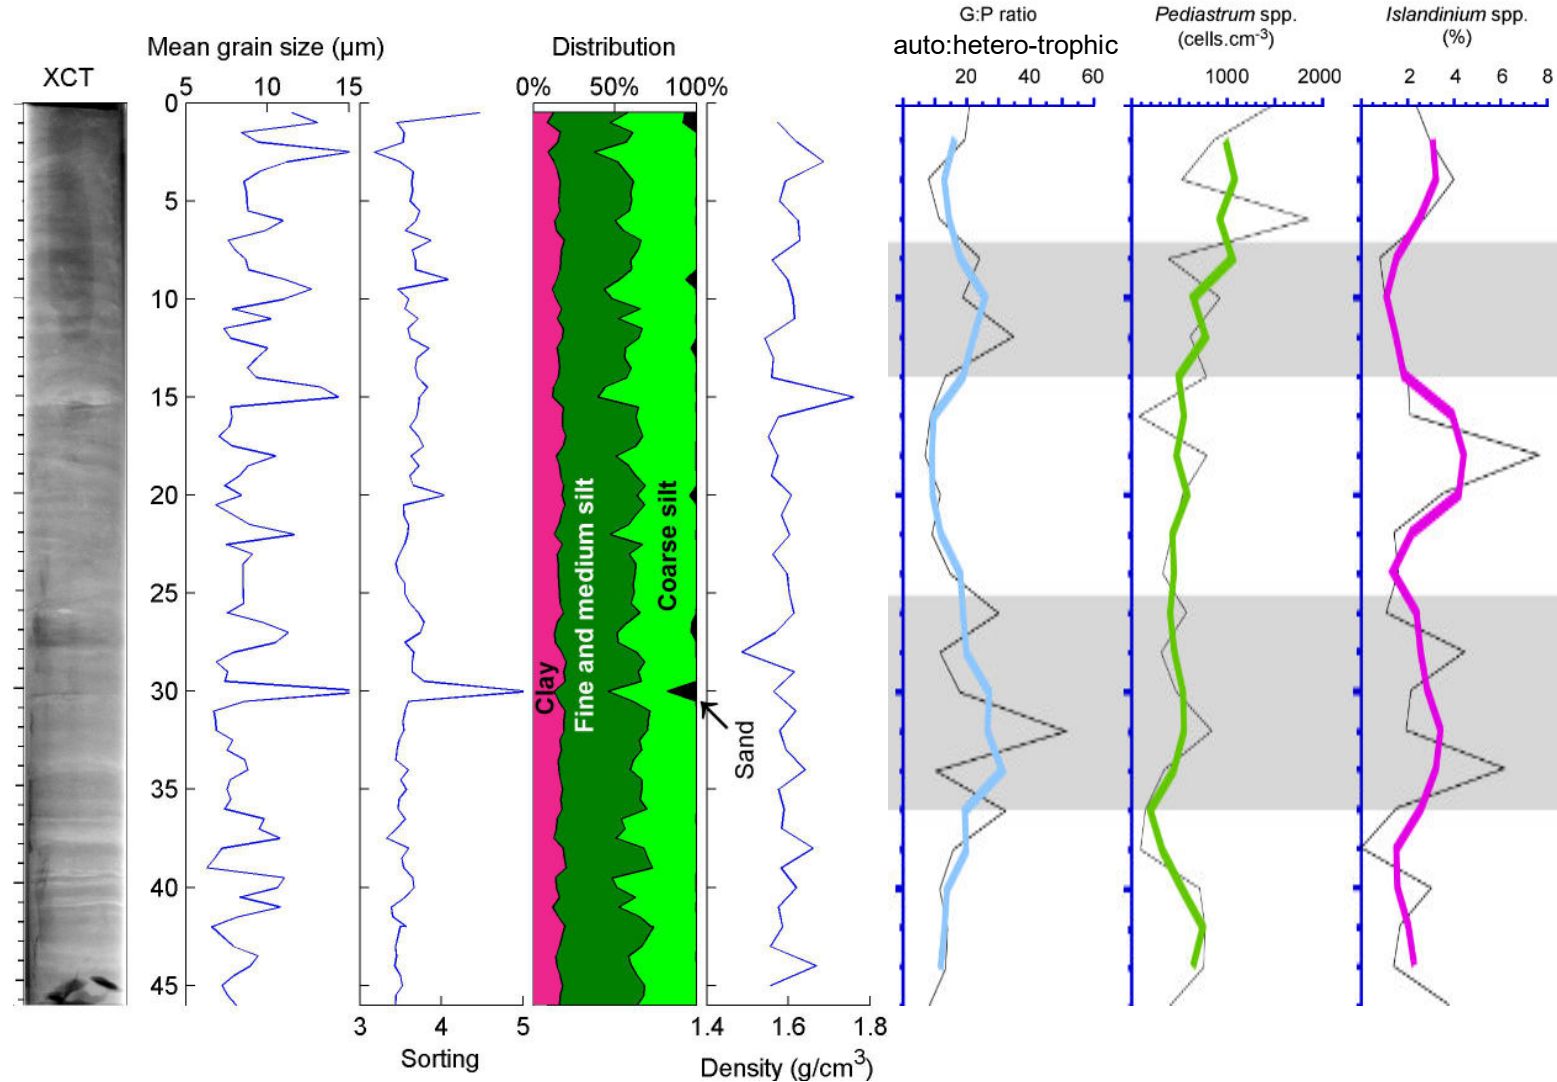 XCT
Mean grain size (µm)
5 10 15
Distribution
0% 50% 100%
G:P ratio
auto:hetero-trophic
20 40 60
Pediastrum spp.
(cells.cm-3)
1000 2000
Islandinium spp.
(%)
2 4 6 8
0
5
10
15
20
25
30
35
40
45
Clay
Fine and medium silt
Coarse silt
Sand
3 4 5
Sorting
1.4 1.6 1.8
Density (g/cm3)